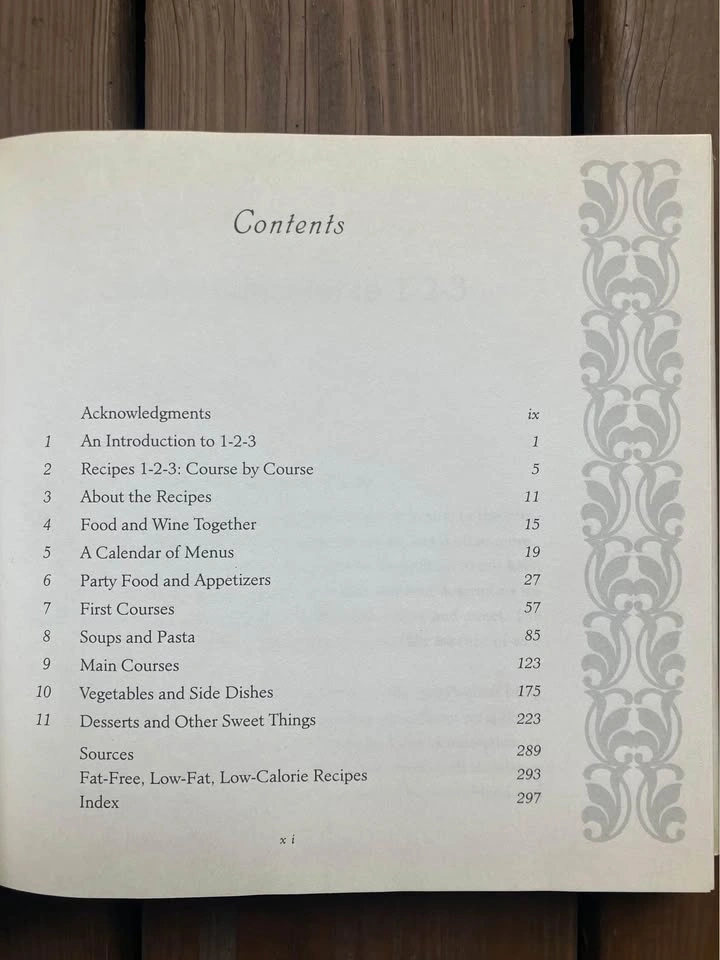 Contents
Acknowledgments ix
1 An Introduction to 1-2-3 1
2 Recipes 1-2-3: Course by Course 5
3 About the Recipes 11
4 Food and Wine Together 15
5 A Calendar of Menus 19
6 Party Food and Appetizers 27
7 First Courses 57
8 Soups and Pasta 85
9 Main Courses 123
10 Vegetables and Side Dishes 175
11 Desserts and Other Sweet Things 223
Sources 289
Fat-Free, Low-Fat, Low-Calorie Recipes 293
Index 297
xi